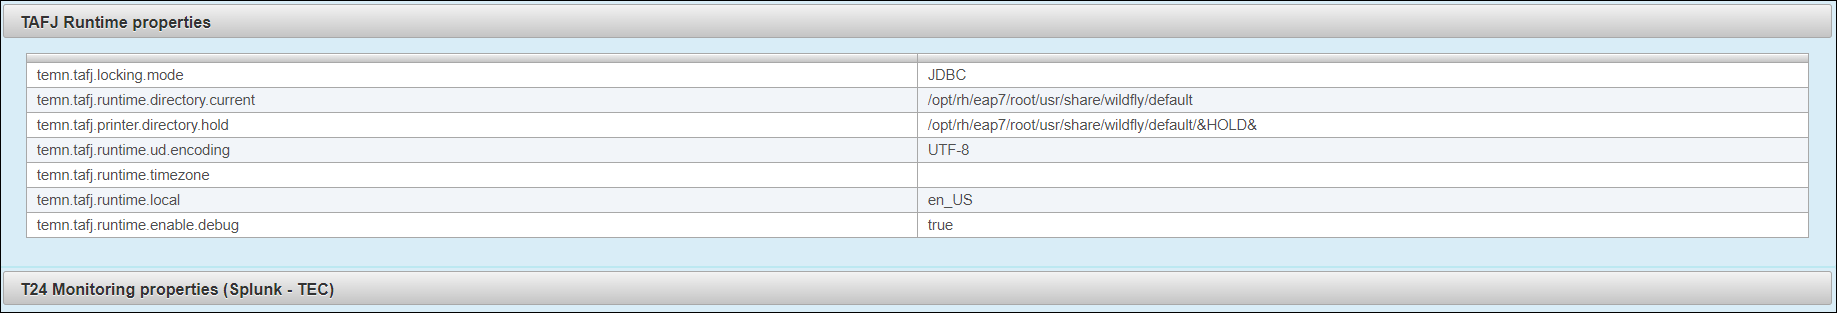 TAFJ Runtime properties
temn.tafj.locking.mode JDBC
temn.tafj.runtime.directory.current /opt/rh/eap7/root/usr/share/wildfly/default
temn.tafj.printer.directory.hold /opt/rh/eap7/root/usr/share/wildfly/default/&HOLD&
temn.tafj.runtime.ud.encoding UTF-8
temn.tafj.runtime.timezone
temn.tafj.runtime.local en_US
temn.tafj.runtime.enable.debug true
T24 Monitoring properties (Splunk - TEC)